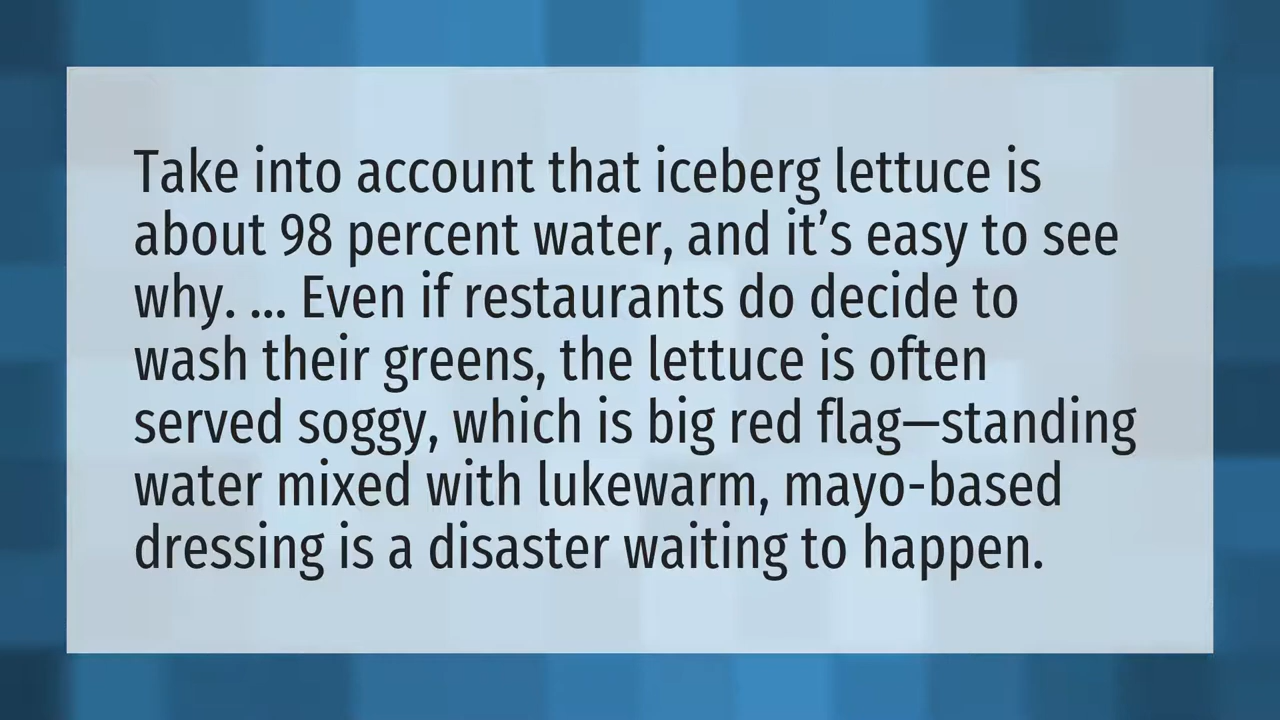 Take into account that iceberg lettuce is
about 98 percent water, and it’s easy to see
why. ... Even if restaurants do decide to
wash their greens, the lettuce is often
served soggy, which is big red flag—standing
water mixed with lukewarm, mayo-based
dressing is a disaster waiting to happen.